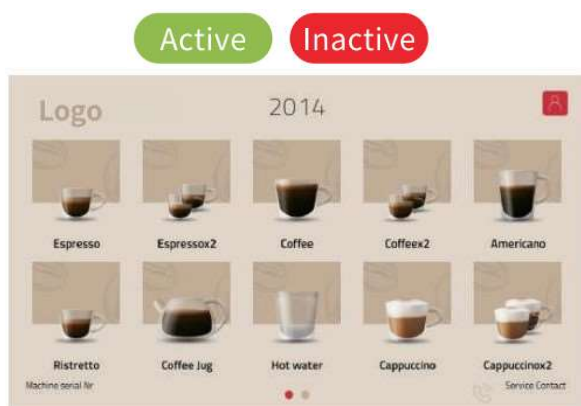 Active Inactive
Logo 2014
Espresso Espressox2 Coffee Coffeex2 Americano
Ristretto Coffee Jug Hot water Cappuccino Cappuccinox2
Machine serial Nr Service Contact